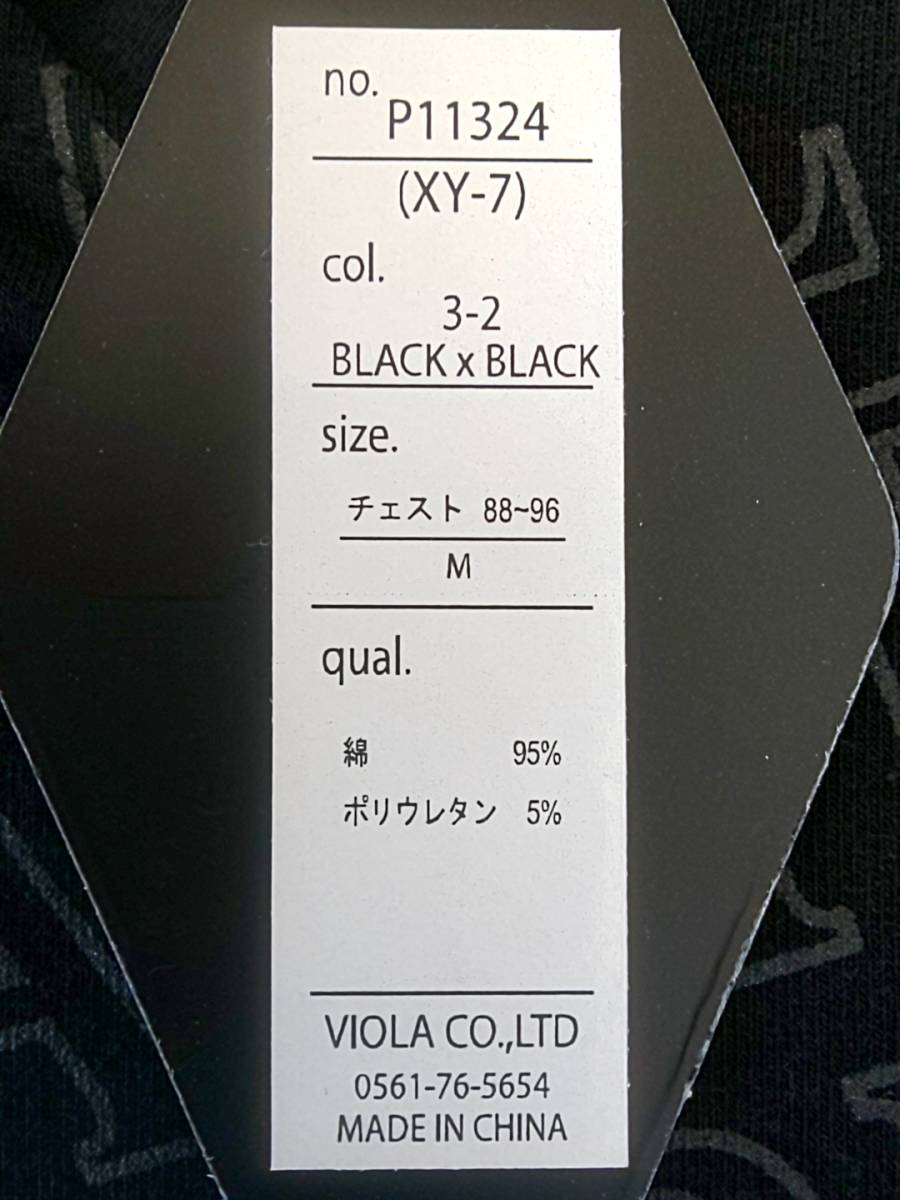 no.
P11324
(XY-7)
col.
3-2
BLACK x BLACK
size.
チェスト 88~96
M
qual.
綿 95%
ポリウレタン 5%
VIOLA CO.,LTD
0561-76-5654
MADE IN CHINA